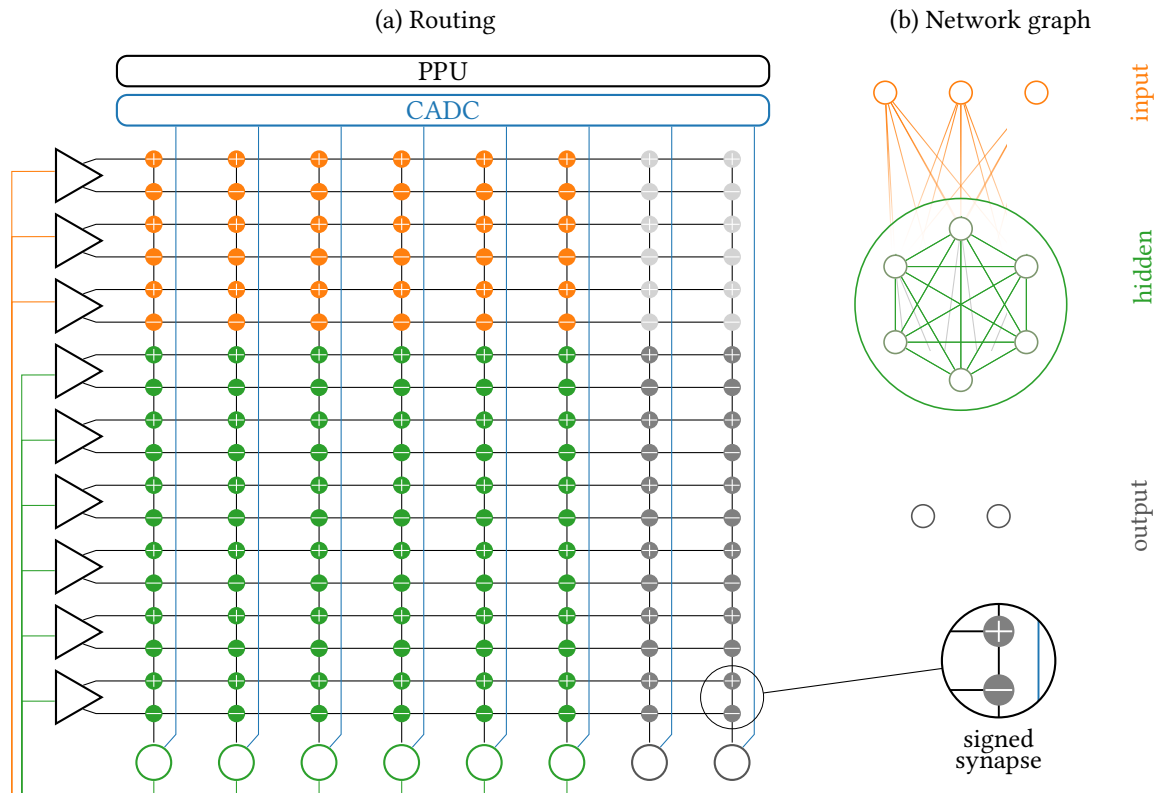 (a) Routing
(b) Network graph
PPU
CADC
input
hidden
output
signed
synapse